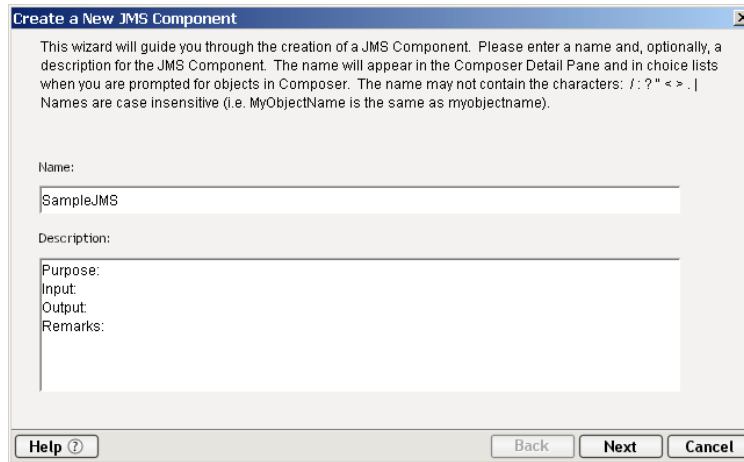 Create a New JMS Component
This wizard will guide you through the creation of a JMS Component. Please enter a name and, optionally, a
description for the JMS Component. The name will appear in the Composer Detail Pane and in choice lists
when you are prompted for objects in Composer. The name may not contain the characters: / : ? " < > . |
Names are case insensitive (i.e. MyObjectName is the same as myobjectname).
Name:
SampleJMS
Description:
Purpose:
Input:
Output:
Remarks:
Help ?
Back
Next
Cancel